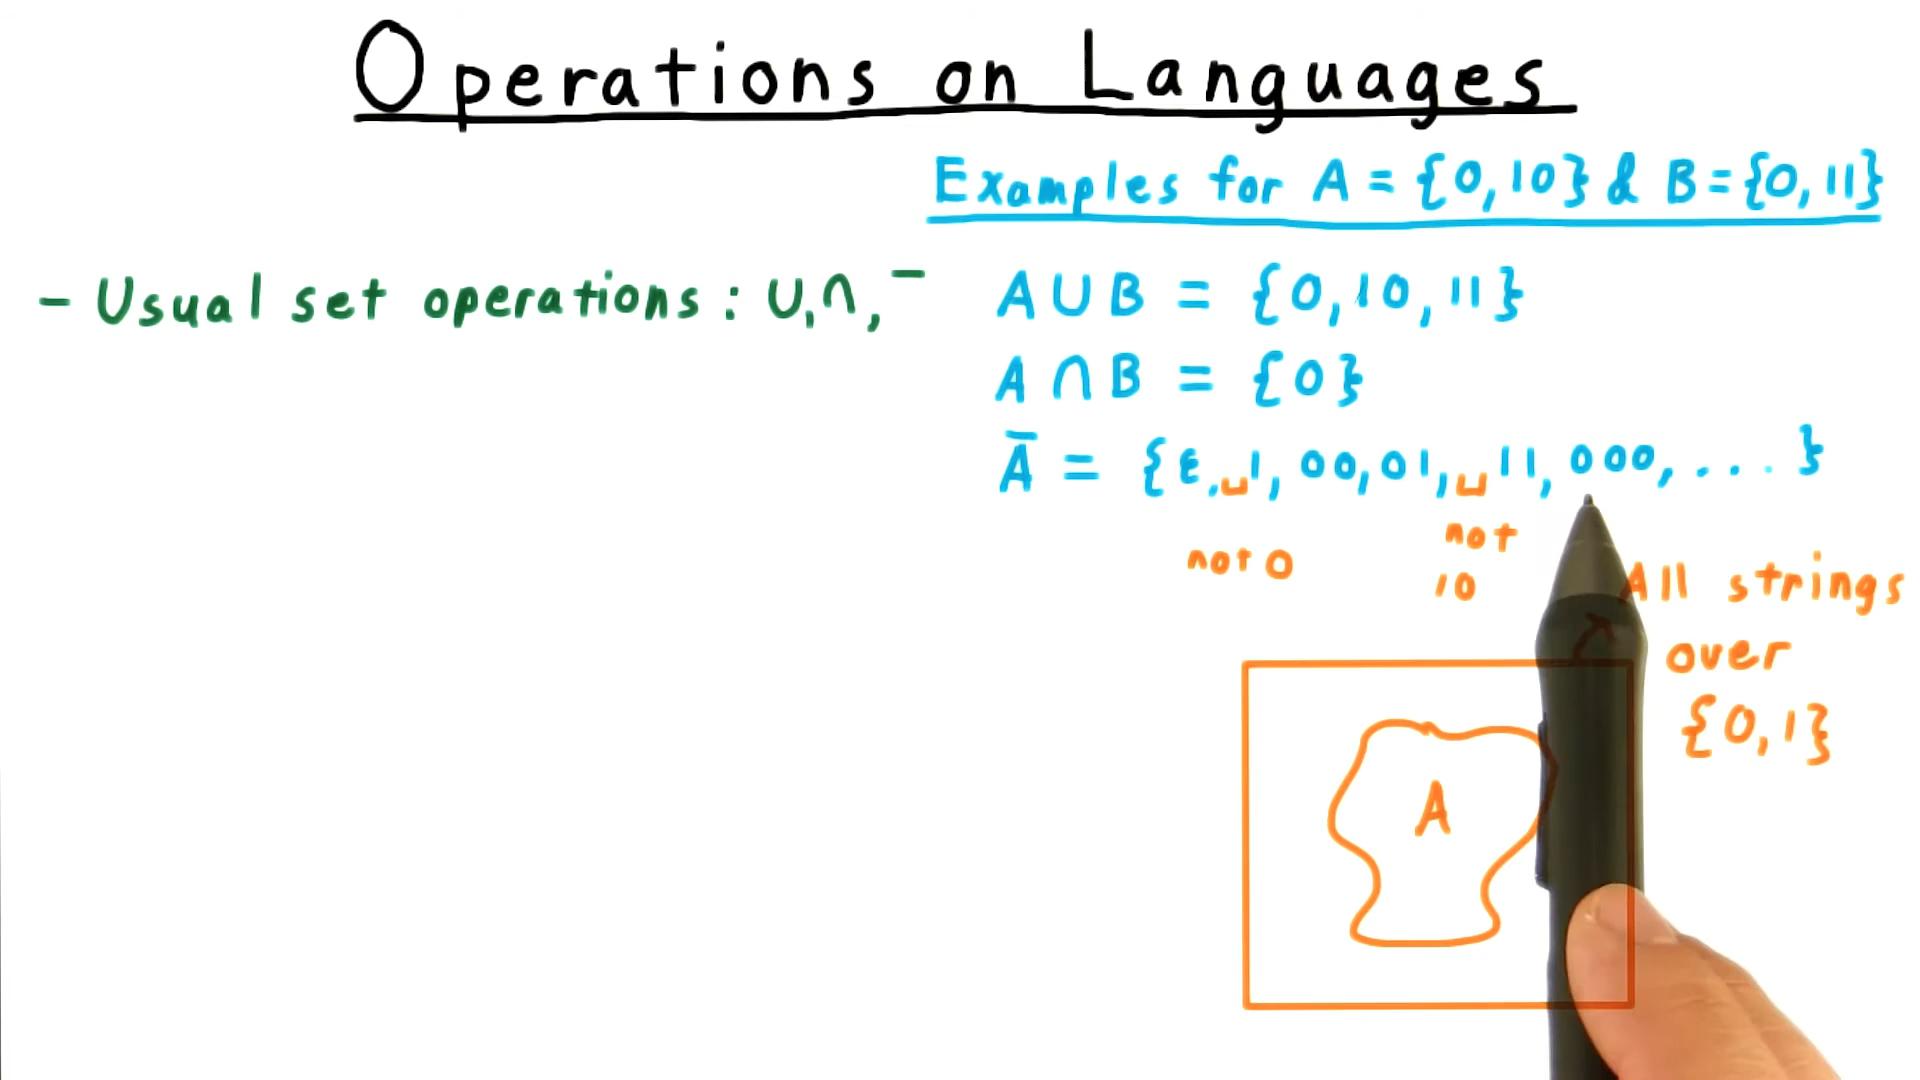 Operations on Languages
Examples for A = {0,10} & B = {0,11}
- Usual set operations : ∪,∩, ‾
A ∪ B = {0,10,11}
A ∩ B = {0}
A̅ = {ε,␣1,00,01,␣11,000,...}
not 0
not
10
All strings
over
{0,1}
A